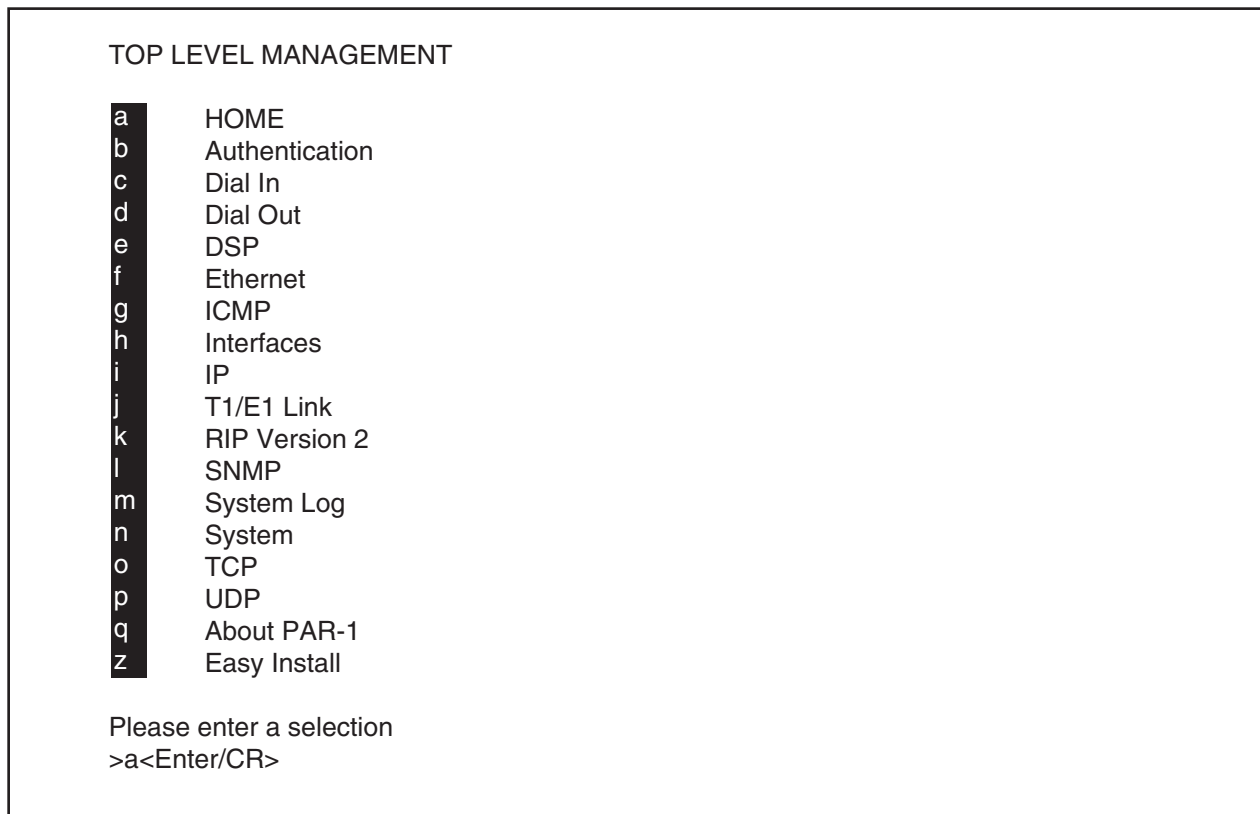 TOP LEVEL MANAGEMENT
a HOME
b Authentication
c Dial In
d Dial Out
e DSP
f Ethernet
g ICMP
h Interfaces
i IP
j T1/E1 Link
k RIP Version 2
l SNMP
m System Log
n System
o TCP
p UDP
q About PAR-1
z Easy Install
Please enter a selection
>a<Enter/CR>